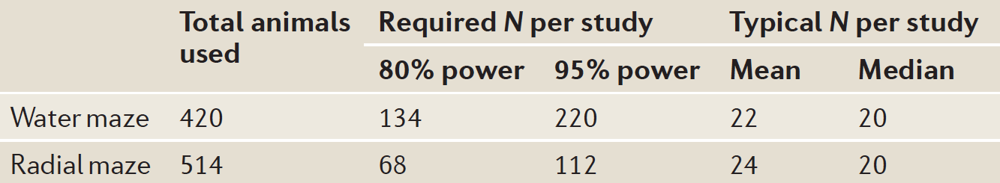 Total animals used Required N per study Typical N per study
80% power 95% power Mean Median
Water maze 420 134 220 22 20
Radial maze 514 68 112 24 20